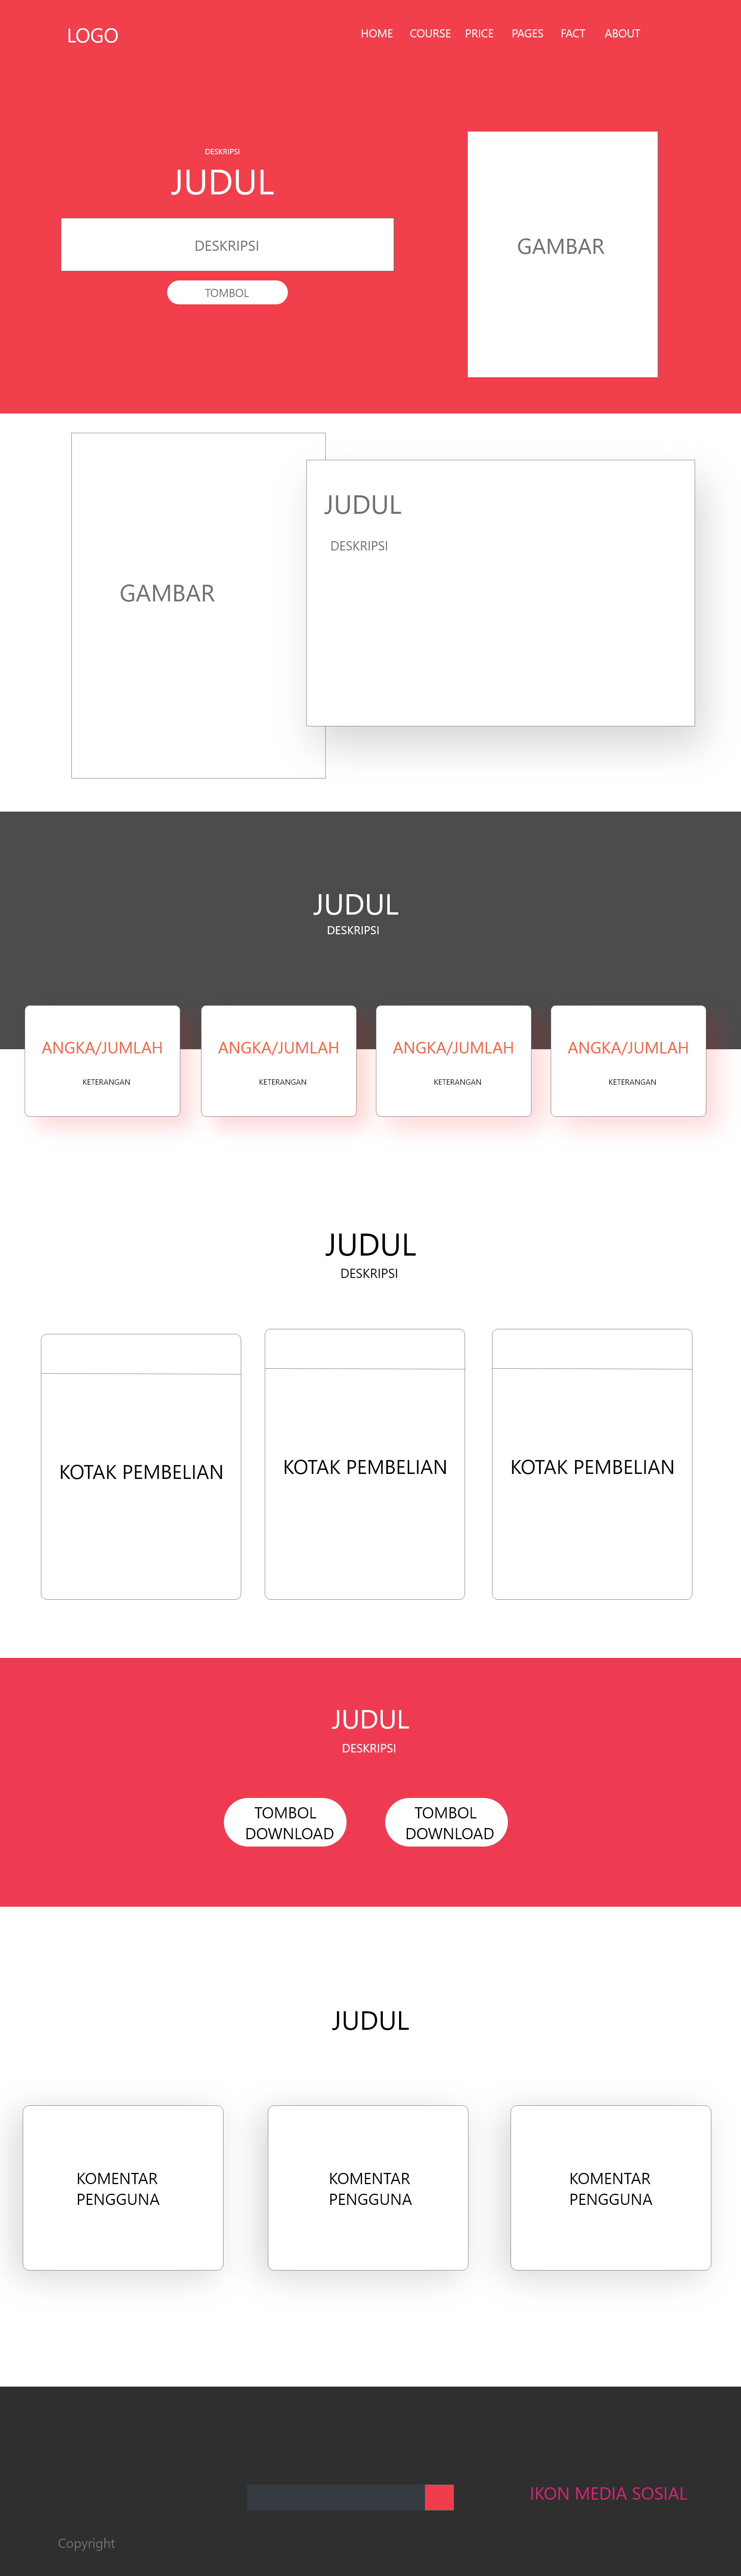 LOGO
HOME COURSE PRICE PAGES FACT ABOUT
DESKRIPSI
JUDUL
DESKRIPSI
TOMBOL
GAMBAR
GAMBAR
JUDUL
DESKRIPSI
JUDUL
DESKRIPSI
ANGKA/JUMLAH
KETERANGAN
ANGKA/JUMLAH
KETERANGAN
ANGKA/JUMLAH
KETERANGAN
ANGKA/JUMLAH
KETERANGAN
JUDUL
DESKRIPSI
KOTAK PEMBELIAN
KOTAK PEMBELIAN
KOTAK PEMBELIAN
JUDUL
DESKRIPSI
TOMBOL
DOWNLOAD
TOMBOL
DOWNLOAD
JUDUL
KOMENTAR
PENGGUNA
KOMENTAR
PENGGUNA
KOMENTAR
PENGGUNA
IKON MEDIA SOSIAL
Copyright